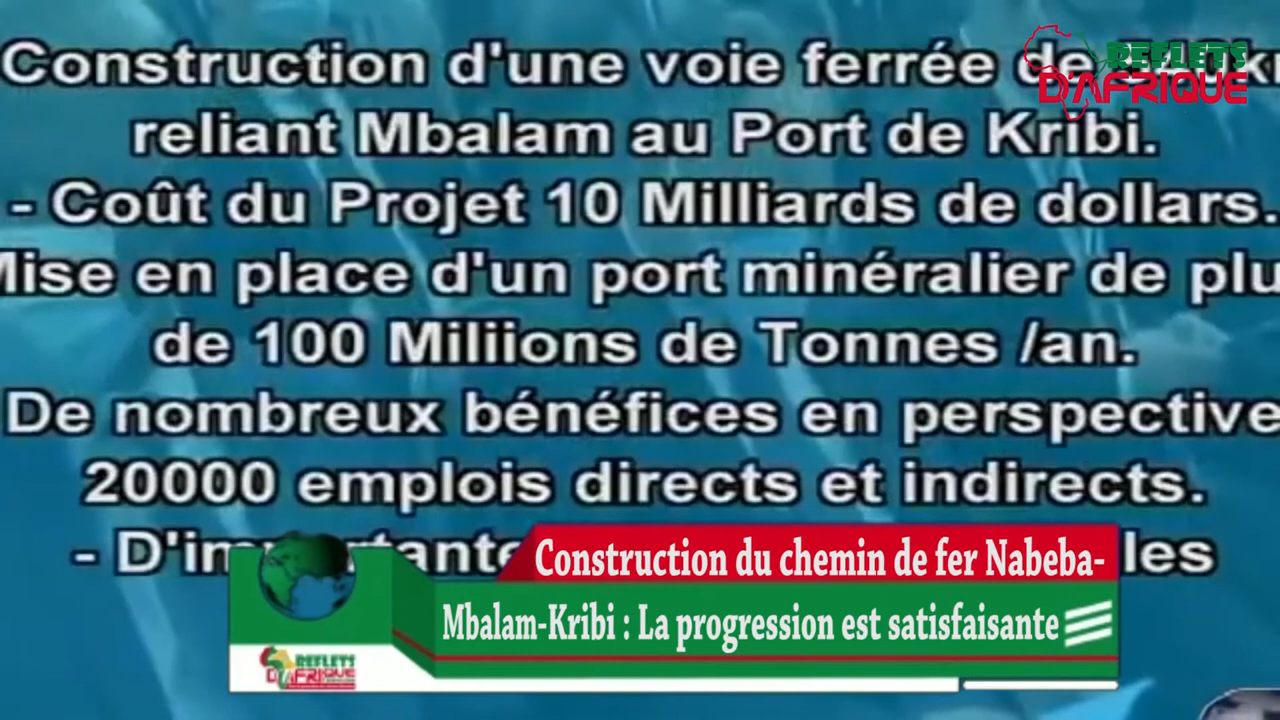 Construction d'une voie ferrée de
reliant Mbalam au Port de Kribi.
- Coût du Projet 10 Milliards de dollars.
Mise en place d'un port minéralier de plu
de 100 Miliions de Tonnes /an.
De nombreux bénéfices en perspective
20000 emplois directs et indirects.
- les
REFLETS
D'AFRIQUE
Construction du chemin de fer Nabeba-
Mbalam-Kribi : La progression est satisfaisante
REFLETS
D'AFRIQUE